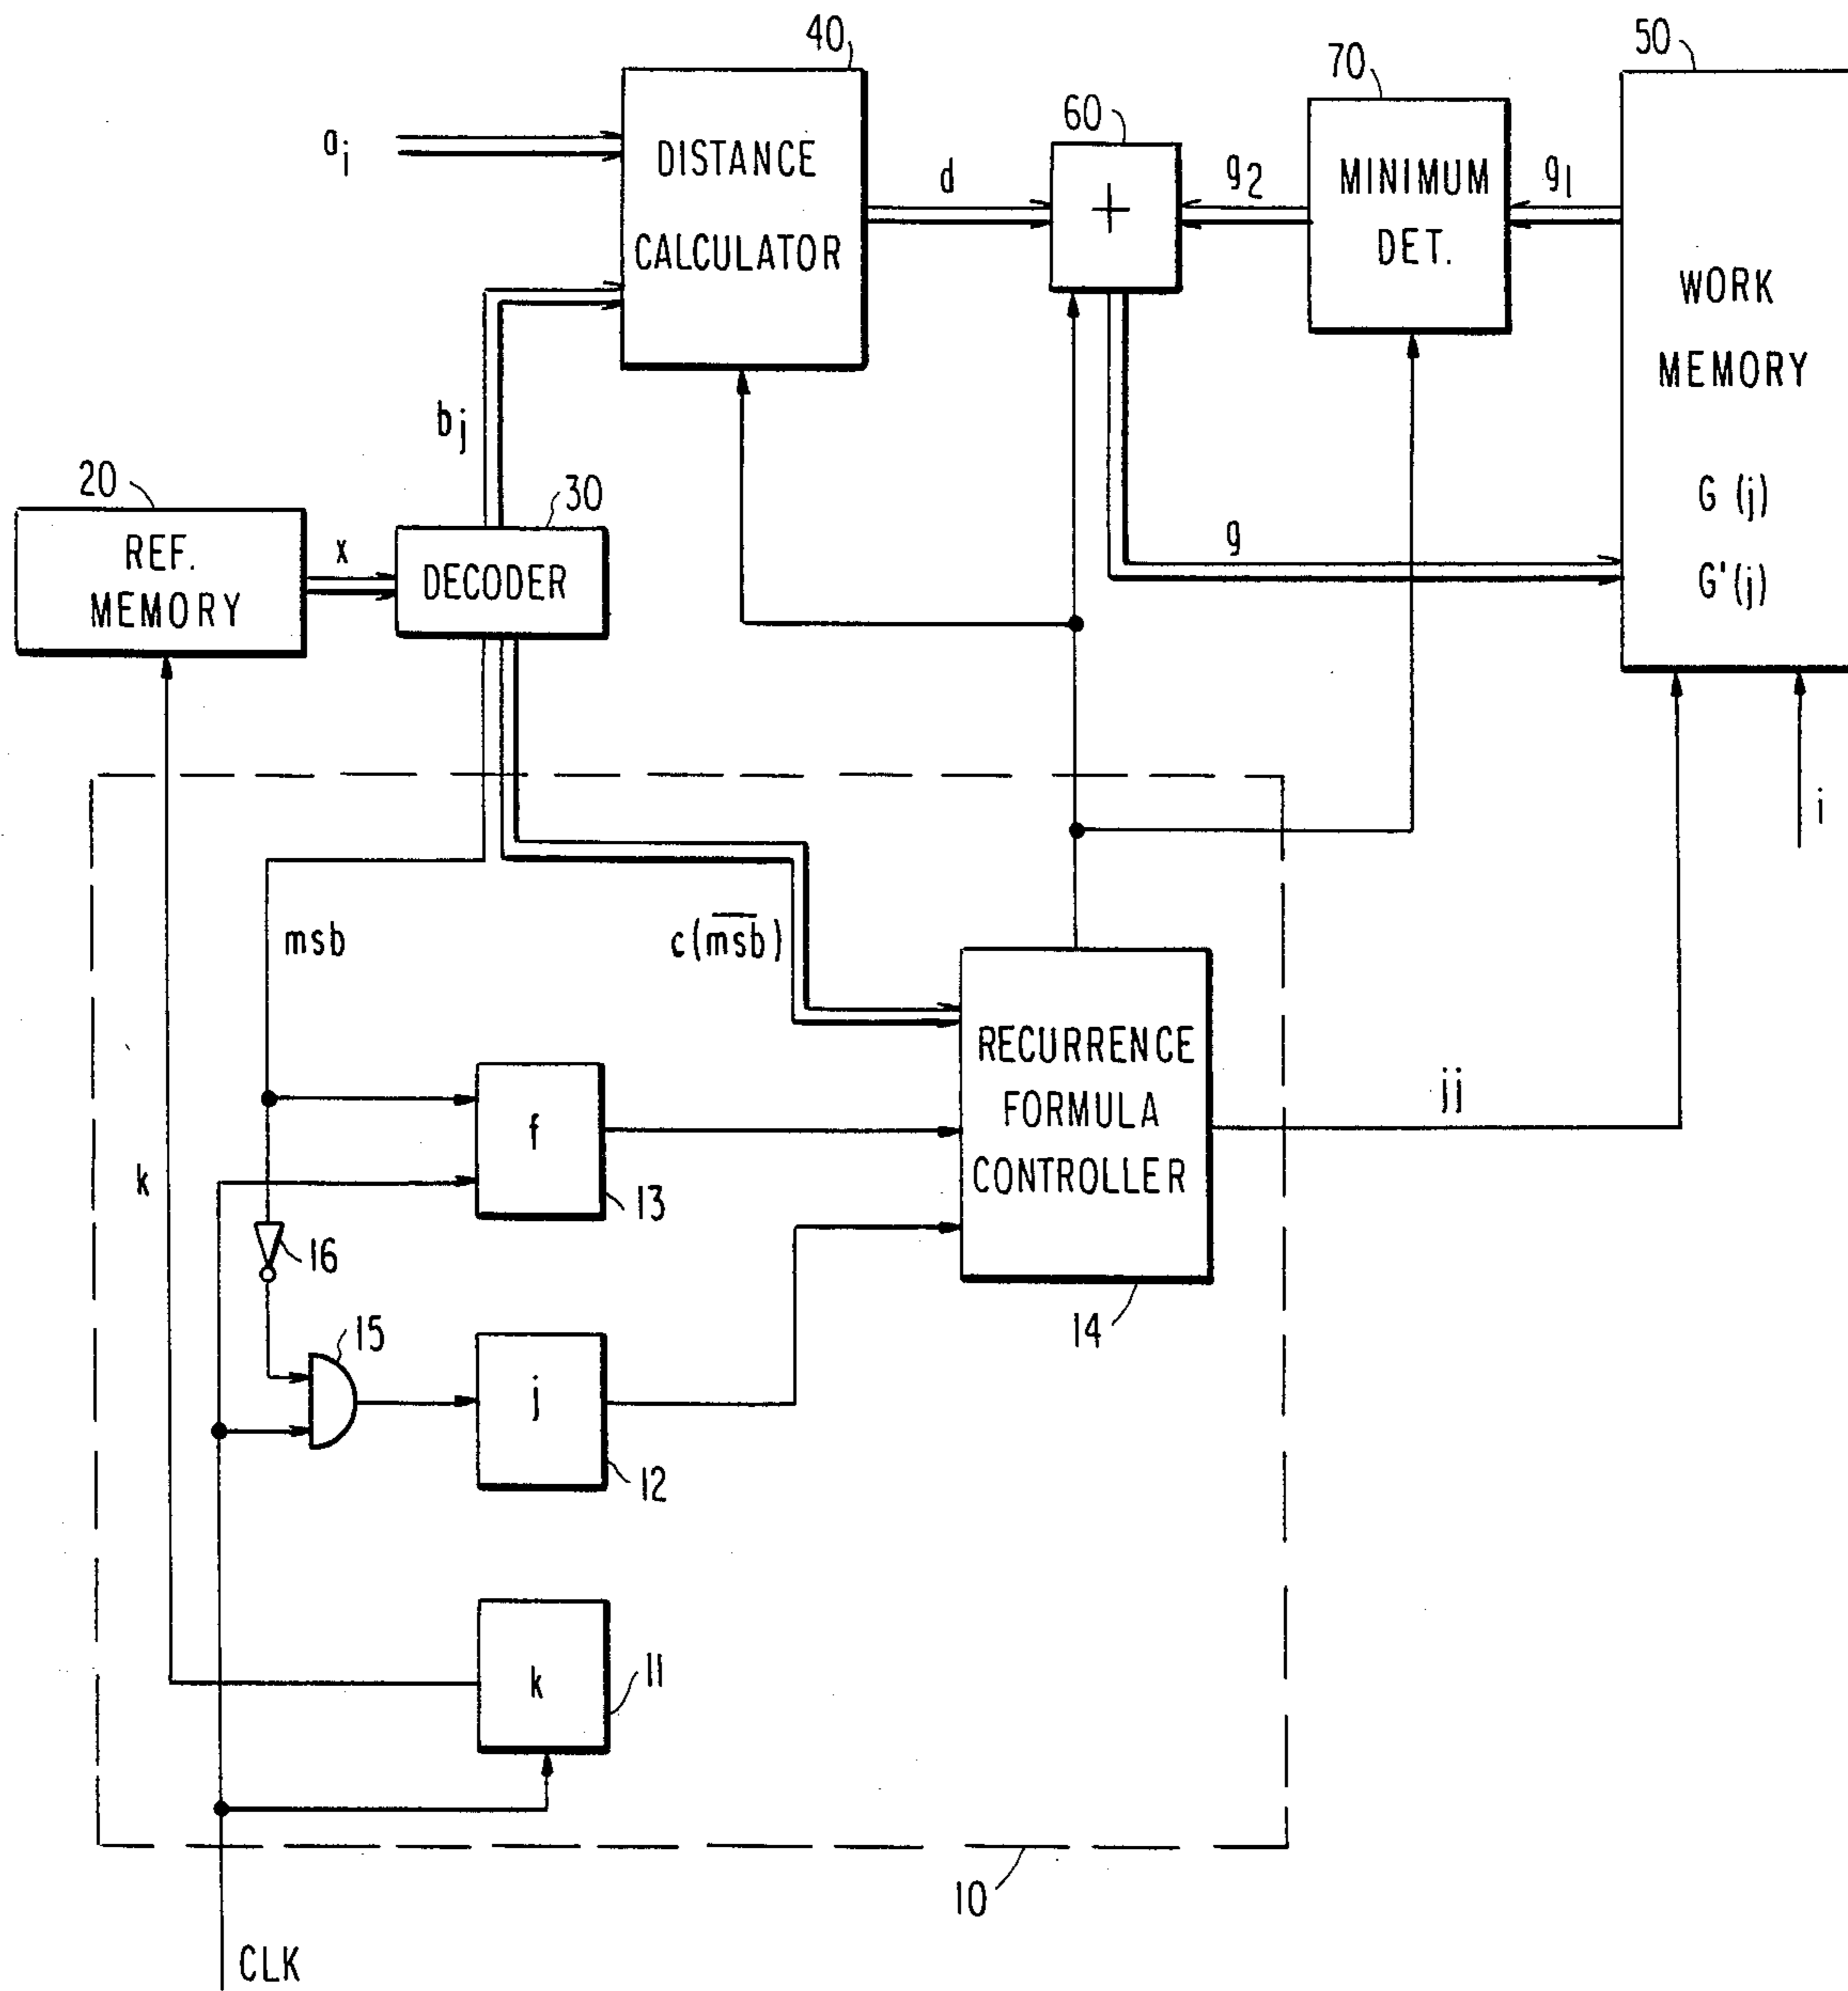 40
70
50
60
a_i
DISTANCE
CALCULATOR
d
+
g_2
MINIMUM
DET.
g_1
WORK
MEMORY
G (j)
G'(j)
b_j
20
30
REF.
MEMORY
x
DECODER
g
i
msb
c(\overline{msb})
RECURRENCE
FORMULA
CONTROLLER
jj
f
k
13
16
14
15
j
12
k
11
10
CLK